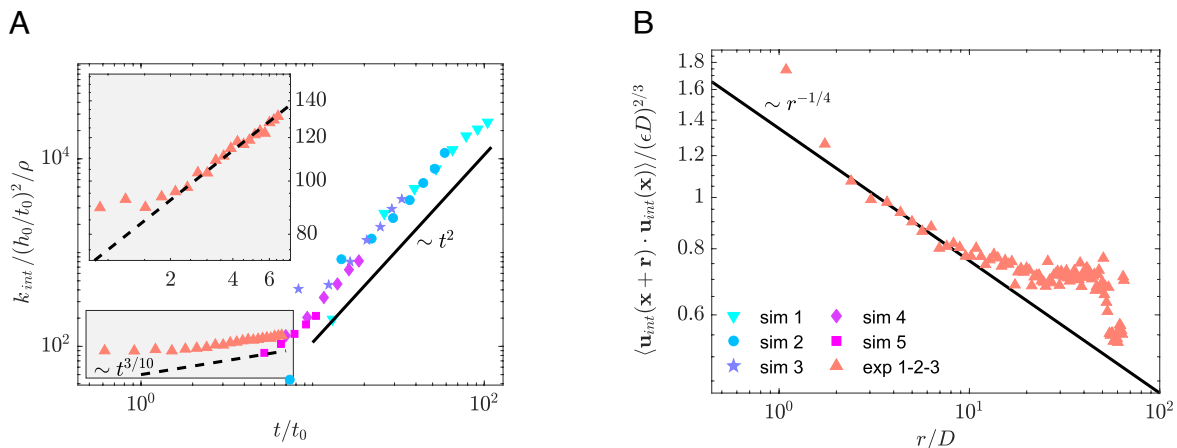 A
k_int/(h_0/t_0)^2/ρ
10^4
10^2
140
120
100
80
2
4
6
∼ t^2
∼ t^{3/10}
10^0
10^1
10^2
t/t_0
B
⟨u_int(x + r) · u_int(x)⟩/(ϵD)^{2/3}
1.8
1.6
1.4
1.2
1
0.8
0.6
∼ r^{-1/4}
sim 1
sim 2
sim 3
sim 4
sim 5
exp 1-2-3
10^0
10^1
10^2
r/D